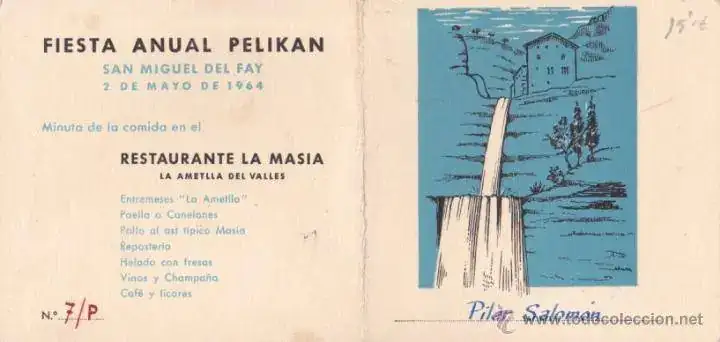 FIESTA ANUAL PELIKAN
SAN MIGUEL DEL FAY
2 DE MAYO DE 1964
Minuta de la comida en el
RESTAURANTE LA MASIA
LA AMETLLA DEL VALLES
Entremeses "La Ametlla"
Paella o Canelones
Pollo al ast típico Masia
Repostería
Helado con fresas
Vinos y Champaña
Café y licores
N.º 7/P
Pilar Salomón
www.todocoleccion.net